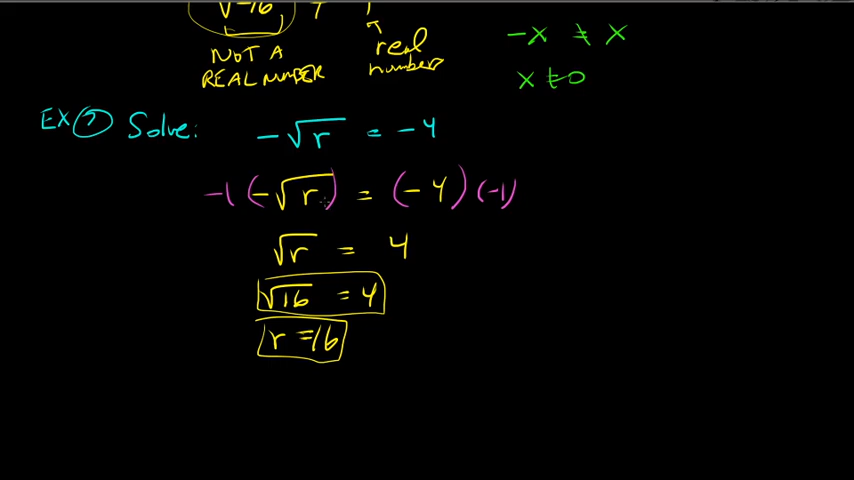 √-16
NOT A real
REAL NUMBER number
-x ≠ x
x ≠ 0
EX ⑦ Solve: -√r = -4
-1(-√r) = (-4)(-1)
√r = 4
√16 = 4
r = 16